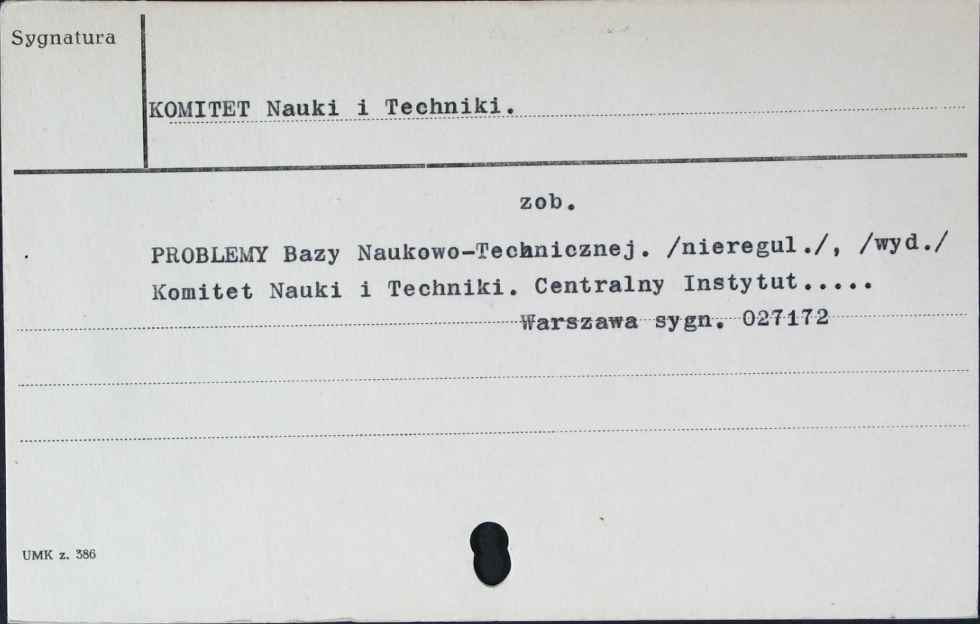 Sygnatura
KOMITET Nauki i Techniki.
zob.
PROBLEMY Bazy Naukowo-Technicznej. /nieregul./, /wyd./
Komitet Nauki i Techniki. Centralny Instytut.....
Warszawa sygn. 027172
UMK z. 386